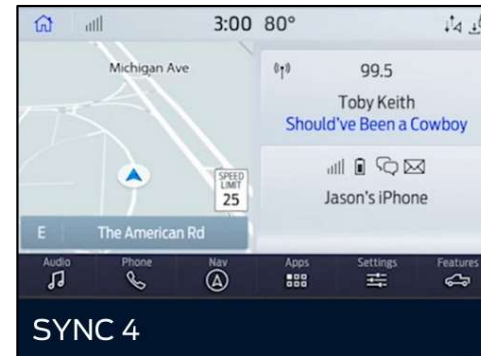 3:00 80°
Michigan Ave
SPEED
LIMIT
25
E The American Rd
99.5
Toby Keith
Should've Been a Cowboy
Jason's iPhone
Audio Phone Nav Apps Settings Features
SYNC 4